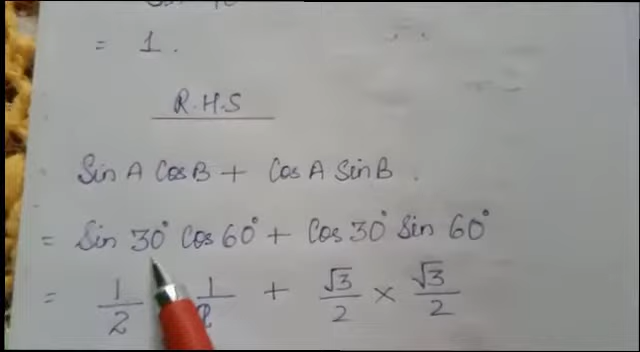 = 1.
R.H.S
Sin A Cos B + Cos A Sin B.
= Sin 30° Cos 60° + Cos 30° Sin 60°
= 1/2 1/2 + √3/2 × √3/2